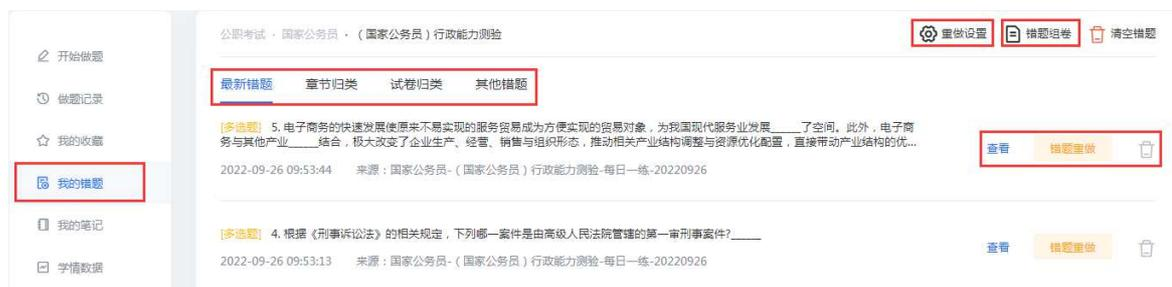 公职考试 · 国家公务员 · （国家公务员）行政能力测验
重做设置
错题组卷
清空错题
开始做题
做题记录
我的收藏
我的错题
我的笔记
学情数据
最新错题 章节归类 试卷归类 其他错题
[多选题] 5. 电子商务的快速发展使原来不易实现的服务贸易成为方便实现的贸易对象，为我国现代服务业发展_____了空间。此外，电子商
务与其他产业_____结合，极大改变了企业生产、经营、销售与组织形态，推动相关产业结构调整与资源优化配置，直接带动产业结构的优...
2022-09-26 09:53:44 来源：国家公务员-（国家公务员）行政能力测验-每日一练-20220926
查看 错题重做
[多选题] 4. 根据《刑事诉讼法》的相关规定，下列哪一案件是由高级人民法院管辖的第一审刑事案件?_____
2022-09-26 09:53:13 来源：国家公务员-（国家公务员）行政能力测验-每日一练-20220926
查看 错题重做